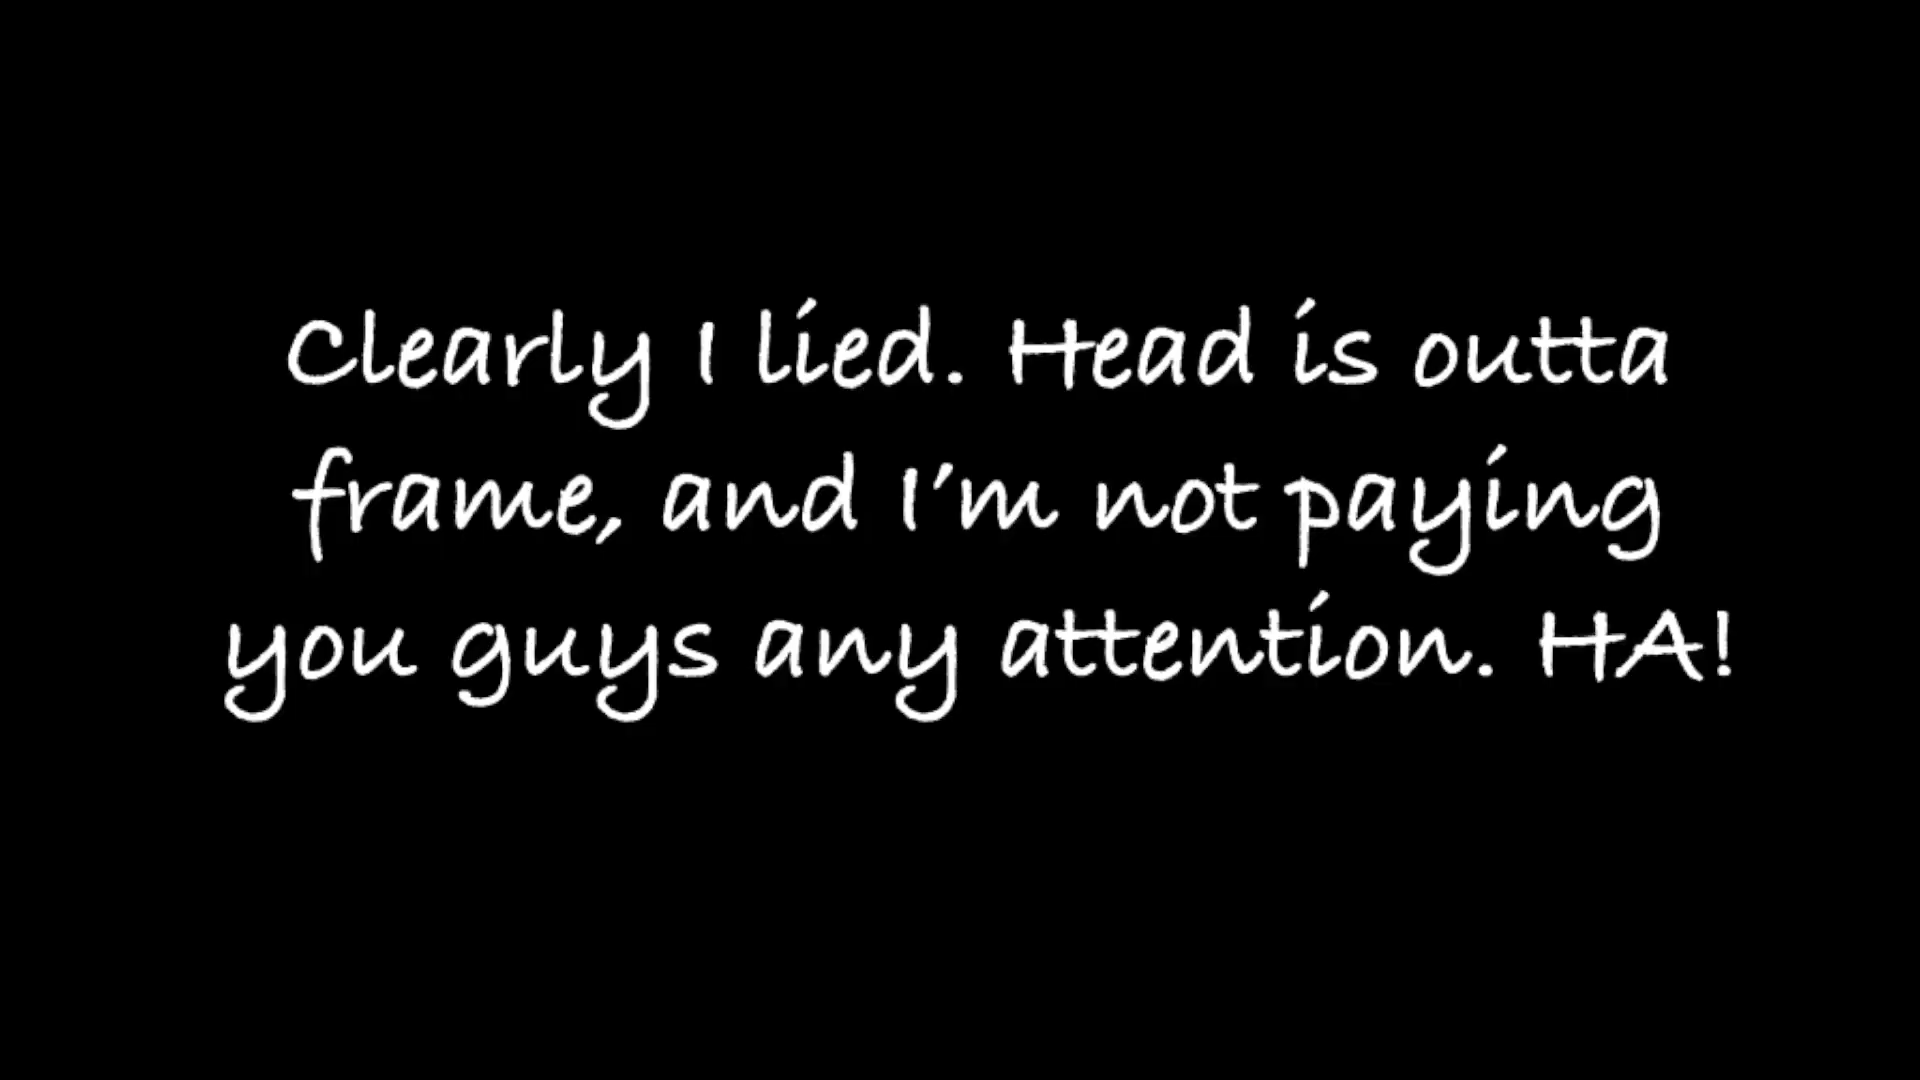 Clearly I lied. Head is outta
frame, and I'm not paying
you guys any attention. HA!